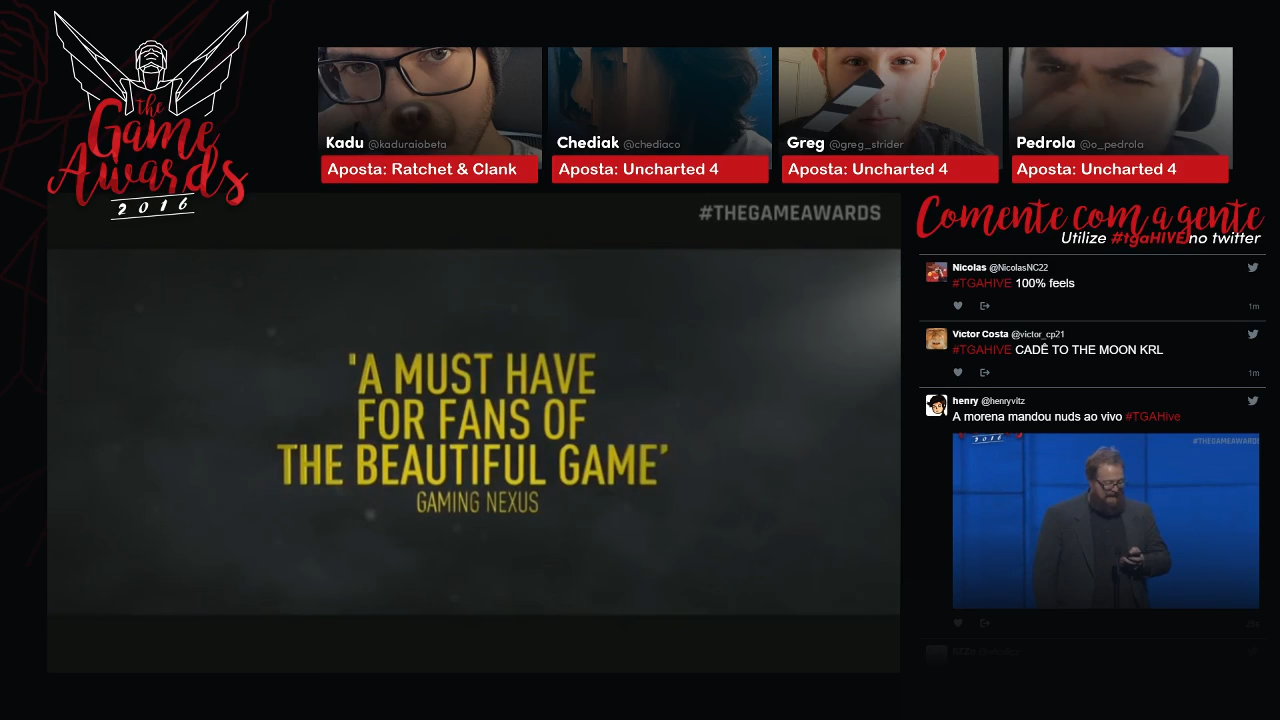 the
Game
Awards
2016
Kadu @kaduraiobeta
Aposta: Ratchet & Clank
Chediak @chediaco
Aposta: Uncharted 4
Greg @greg_strider
Aposta: Uncharted 4
Pedrola @o_pedrola
Aposta: Uncharted 4
#THEGAMEAWARDS
'A MUST HAVE
FOR FANS OF
THE BEAUTIFUL GAME'
GAMING NEXUS
Comente com a gente
Utilize #tgaHIVE no twitter
Nicolas @NicolasNC22
#TGAHIVE 100% feels
1m
Victor Costa @victor_cp21
#TGAHIVE CADÊ TO THE MOON KRL
1m
henry @henryvitz
A morena mandou nuds ao vivo #TGAHive
2016
#THEGAMEAWARDS